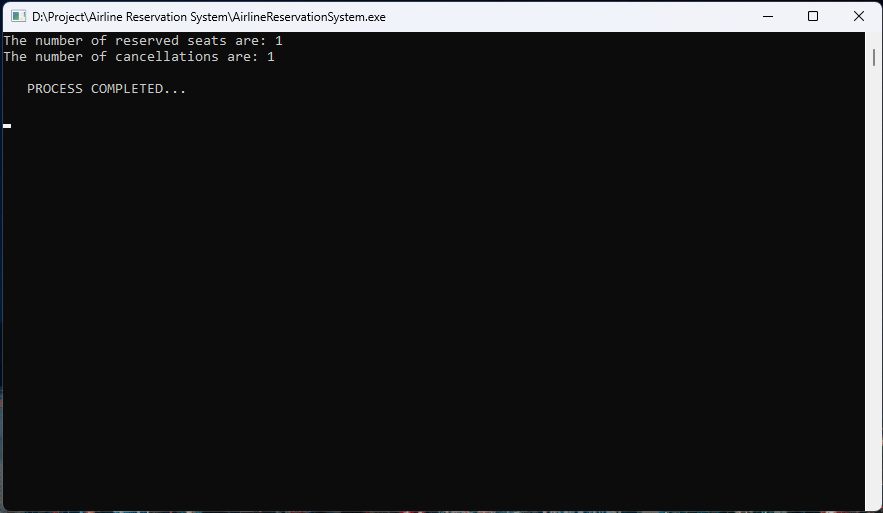 D:\Project\Airline Reservation System\AirlineReservationSystem.exe
The number of reserved seats are: 1
The number of cancellations are: 1
PROCESS COMPLETED...